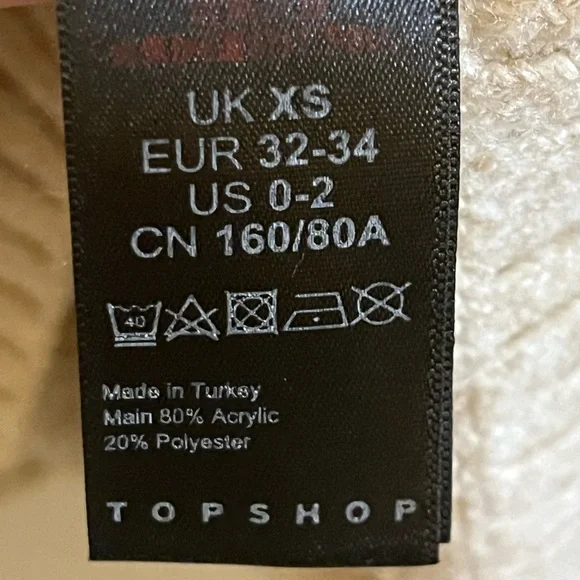 UK XS
EUR 32-34
US 0-2
CN 160/80A
40
Made in Turkey
Main 80% Acrylic
20% Polyester
TOPSHOP